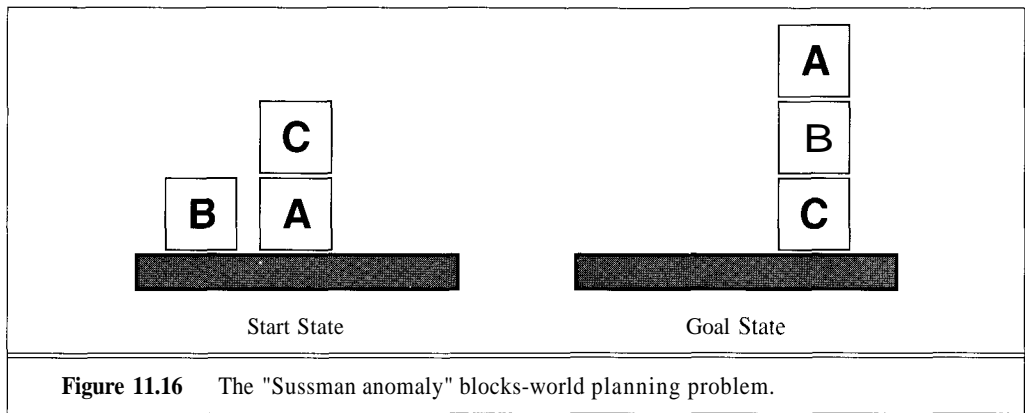 A
C
B
B
A
C
Start State
Goal State
Figure 11.16 The "Sussman anomaly" blocks-world planning problem.